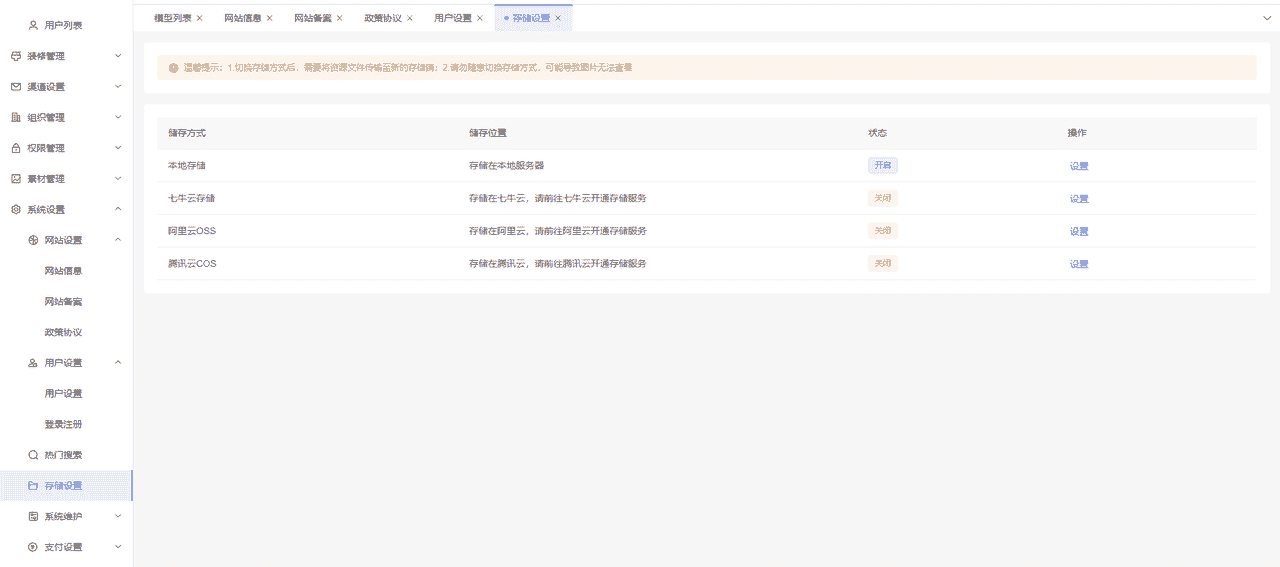 用户列表
装修管理
渠道设置
组织管理
权限管理
素材管理
系统设置
网站设置
网站信息
网站备案
政策协议
用户设置
用户设置
登录注册
热门搜索
存储设置
系统维护
支付设置
模型列表 网站信息 网站备案 政策协议 用户设置 存储设置
温馨提示：1.切换存储方式后，需要将资源文件传输至新的存储端；2.请勿随意切换存储方式，可能导致图片无法查看
储存方式 储存位置 状态 操作
本地存储 存储在本地服务器 开启 设置
七牛云存储 存储在七牛云，请前往七牛云开通存储服务 关闭 设置
阿里云OSS 存储在阿里云，请前往阿里云开通存储服务 关闭 设置
腾讯云COS 存储在腾讯云，请前往腾讯云开通存储服务 关闭 设置